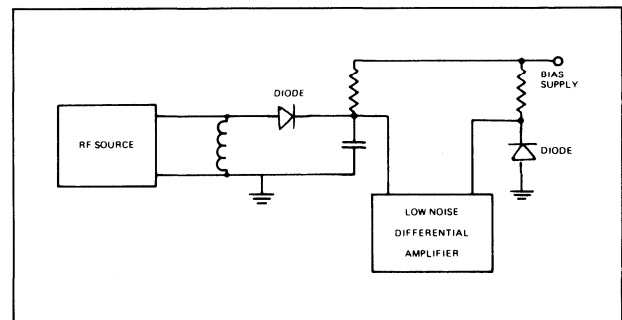 BIAS
SUPPLY
DIODE
RF SOURCE
DIODE
LOW NOISE
DIFFERENTIAL
AMPLIFIER